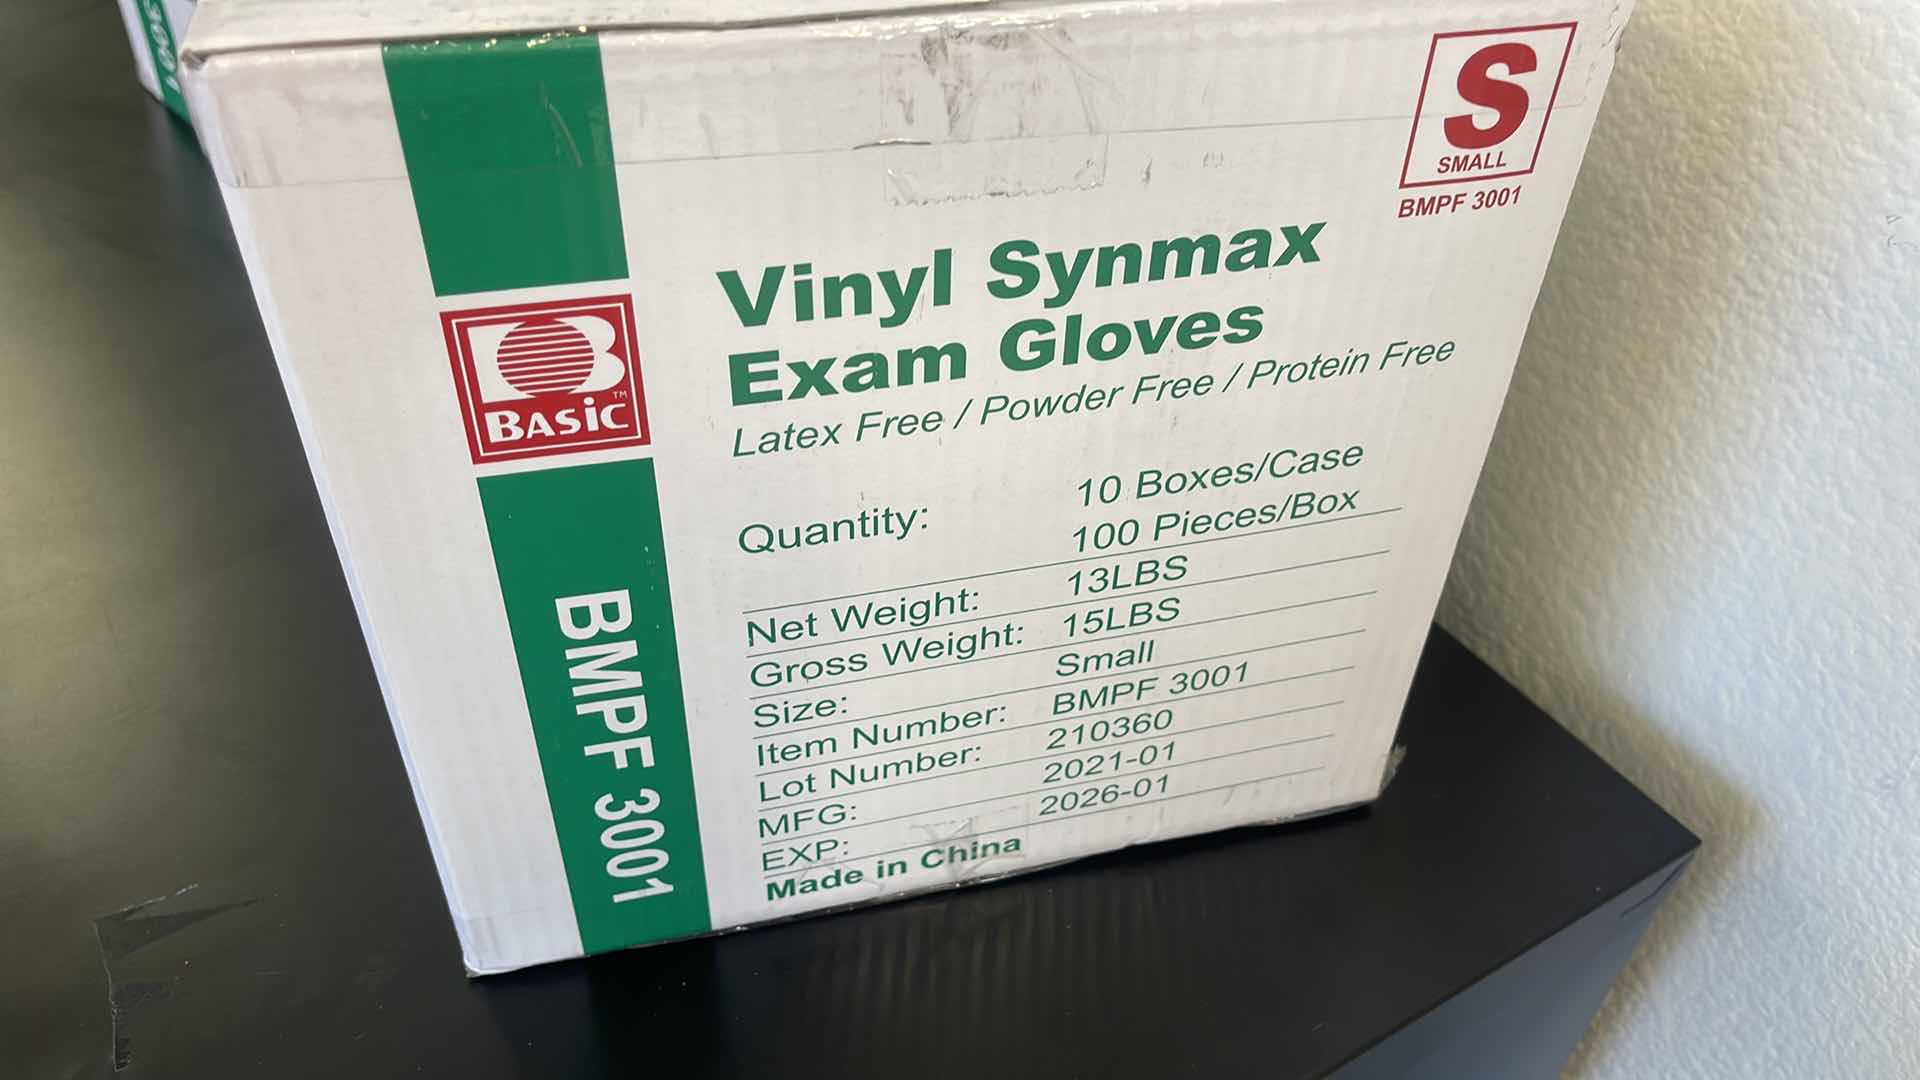 S
SMALL
BMPF 3001
Vinyl Synmax
Exam Gloves
Latex Free / Powder Free / Protein Free
BASiC™
BMPF 3001
Quantity: 10 Boxes/Case
100 Pieces/Box
Net Weight: 13LBS
Gross Weight: 15LBS
Size: Small
Item Number: BMPF 3001
Lot Number: 210360
MFG: 2021-01
EXP: 2026-01
Made in China